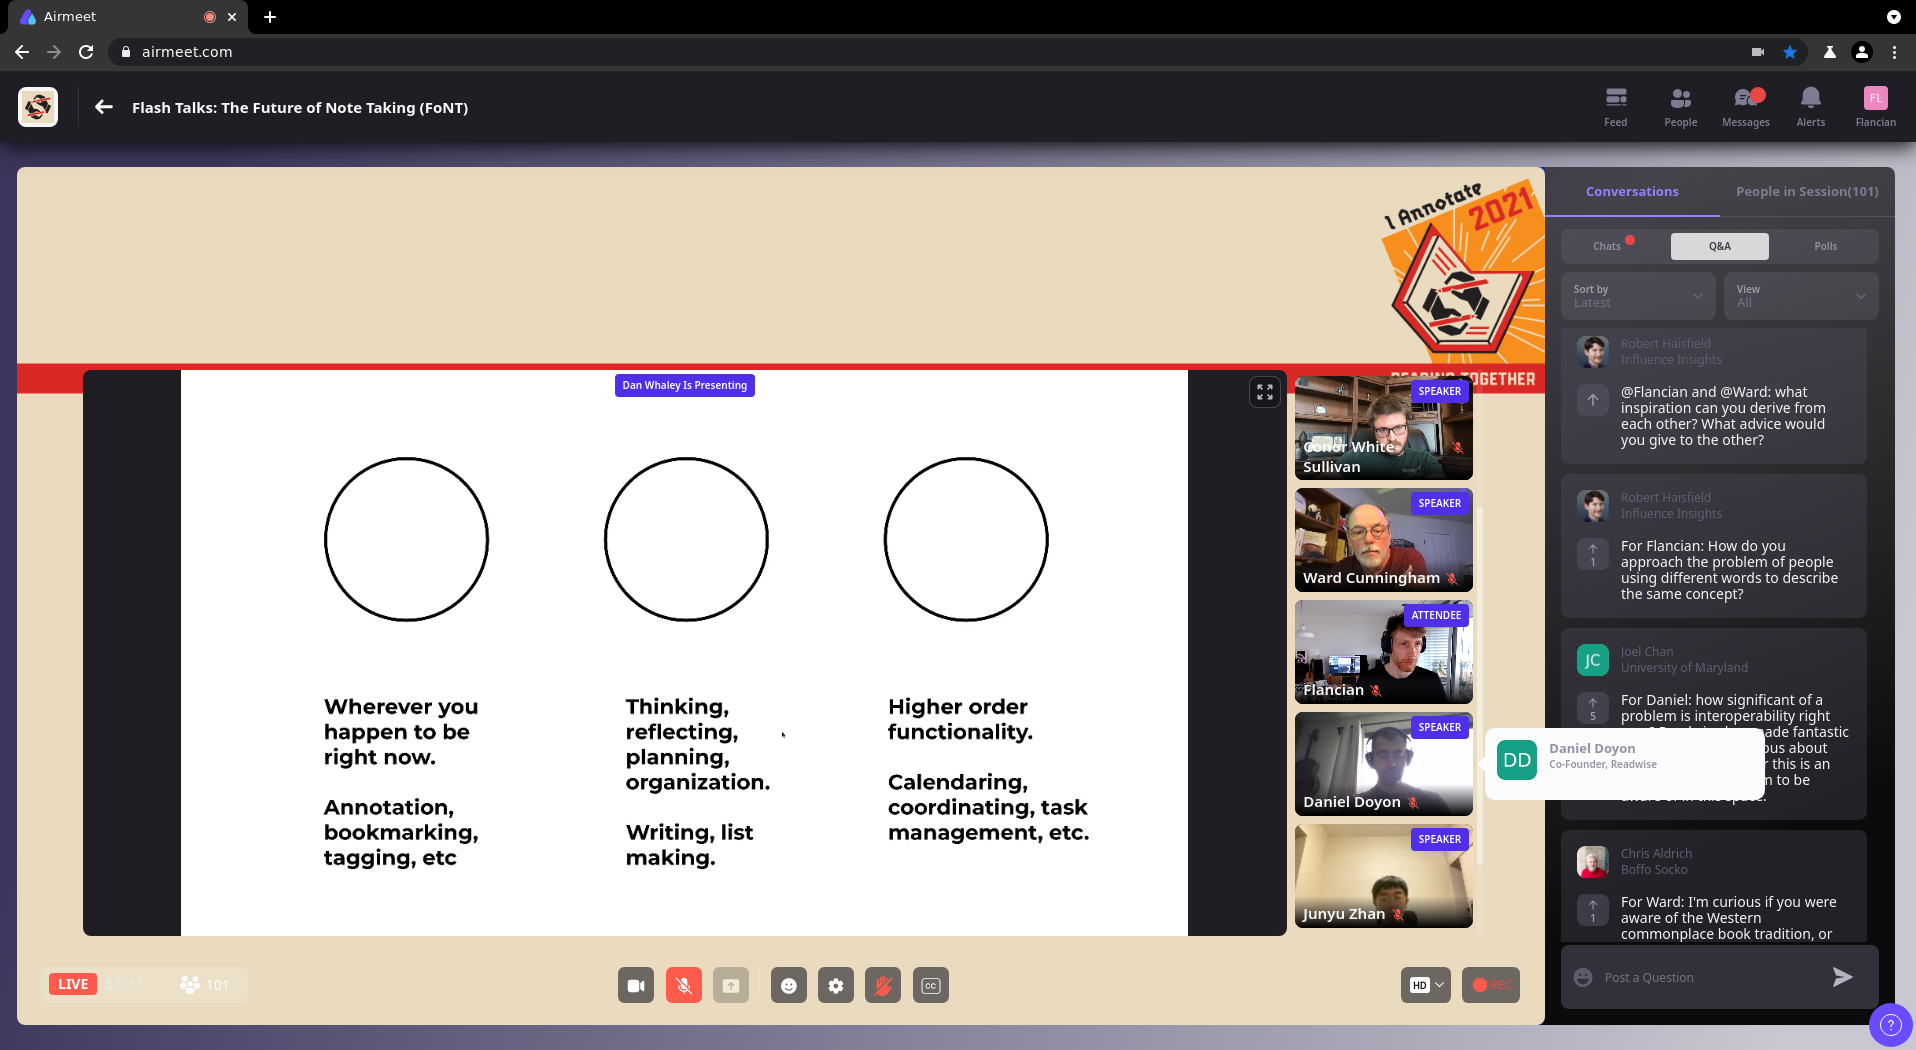 Airmeet
airmeet.com
Flash Talks: The Future of Note Taking (FoNT)
Feed
People
Messages
Alerts
FL
Flancian
I Annotate
2021
READING TOGETHER
Dan Whaley Is Presenting
Wherever you
happen to be
right now.
Annotation,
bookmarking,
tagging, etc
Thinking,
reflecting,
planning,
organization.
Writing, list
making.
Higher order
functionality.
Calendaring,
coordinating, task
management, etc.
SPEAKER
Conor White-
Sullivan
SPEAKER
Ward Cunningham
ATTENDEE
Flancian
SPEAKER
Daniel Doyon
SPEAKER
Junyu Zhan
DD
Daniel Doyon
Co-Founder, Readwise
LIVE
53:31
101
CC
HD
REC
Conversations
People in Session(101)
Chats
Q&A
Polls
Sort by
Latest
View
All
Robert Haisfield
Influence Insights
@Flancian and @Ward: what
inspiration can you derive from
each other? What advice would
you give to the other?
Robert Haisfield
Influence Insights
1
For Flancian: How do you
approach the problem of people
using different words to describe
the same concept?
JC
Joel Chan
University of Maryland
5
For Daniel: how significant of a
problem is interoperability right
ade fantastic
ous about
r this is an
m to be
space.
Chris Aldrich
Boffo Socko
1
For Ward: I'm curious if you were
aware of the Western
commonplace book tradition, or
Post a Question
?